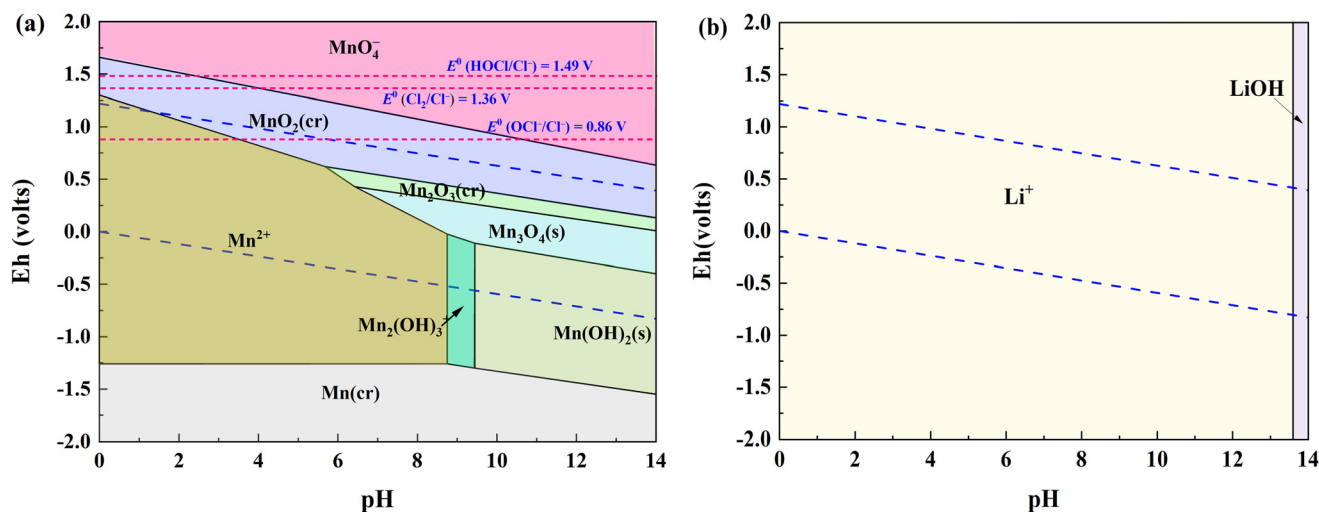 (a)
2.0
1.5
1.0
0.5
0.0
-0.5
-1.0
-1.5
-2.0
Eh (volts)
MnO₄⁻
E⁰ (HOCl/Cl⁻) = 1.49 V
E⁰ (Cl₂/Cl⁻) = 1.36 V
MnO₂(cr)
E⁰ (OCl⁻/Cl⁻) = 0.86 V
Mn₂O₃(cr)
Mn₃O₄(s)
Mn²⁺
Mn₂(OH)₃⁺
Mn(OH)₂(s)
Mn(cr)
0 2 4 6 8 10 12 14
pH
(b)
2.0
1.5
1.0
0.5
0.0
-0.5
-1.0
-1.5
-2.0
Eh(volts)
LiOH
Li⁺
0 2 4 6 8 10 12 14
pH